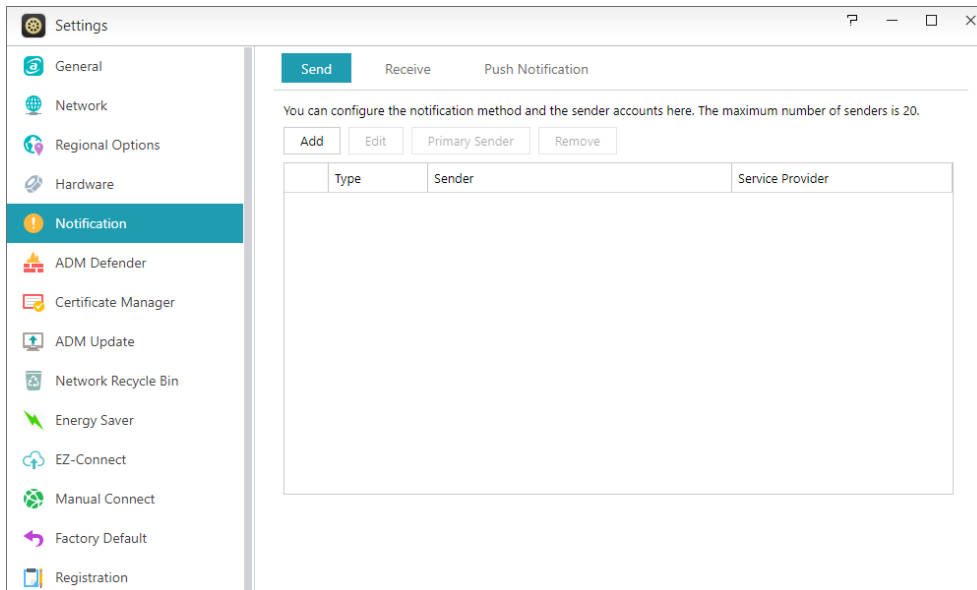 Settings
General
Network
Regional Options
Hardware
Notification
ADM Defender
Certificate Manager
ADM Update
Network Recycle Bin
Energy Saver
EZ-Connect
Manual Connect
Factory Default
Registration
Send Receive Push Notification
You can configure the notification method and the sender accounts here. The maximum number of senders is 20.
Add Edit Primary Sender Remove
Type Sender Service Provider